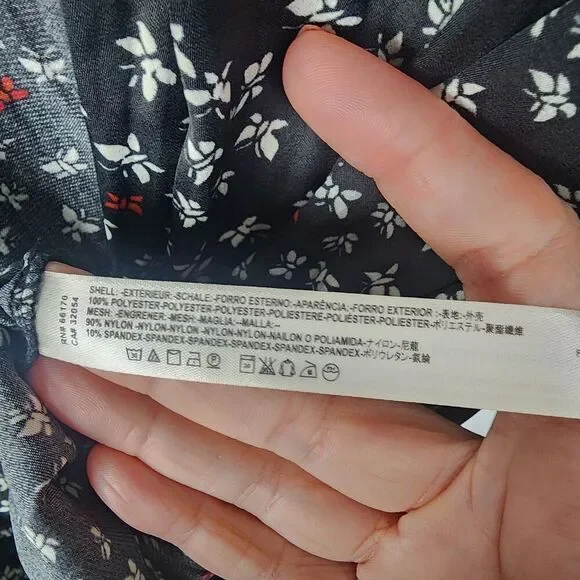 RN# 66170
CA# 32054
SHELL: -EXTÉRIEUR:-SCHALE:-FORRO ESTERNO:-APARÊNCIA:-FORRO EXTERIOR :-表地:-外壳
100% POLYESTER-POLYESTER-POLYESTER-POLIESTERE-POLIÉSTER-POLIESTER-ポリエステル-聚酯纖維
MESH: -ENGRENER:-MESH-MAGLIA:-MALLA:--
90% NYLON -NYLON-NYLON -NYLON-NAILON O POLIAMIDA-ナイロン-尼龍
10% SPANDEX-SPANDEX-SPANDEX-SPANDEX-SPANDEX-SPANDEX-ポリウレタン-氨綸